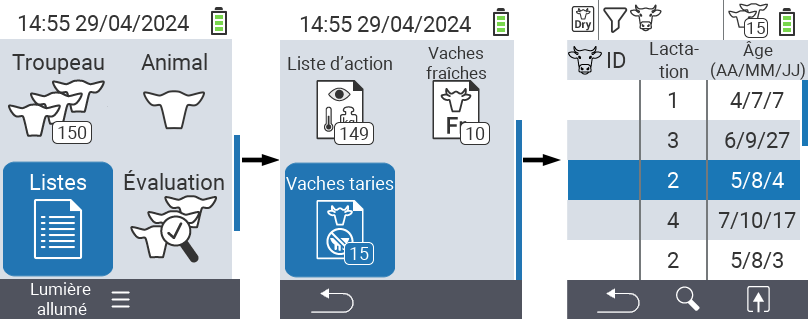 14:55 29/04/2024
Troupeau
Animal
150
Listes
Évaluation
Lumière
allumé
14:55 29/04/2024
Liste d'action
Vaches
fraîches
149
Fr
10
Vaches taries
15
Dry
15
ID
Lacta-
tion
Âge
(AA/MM/JJ)
1 4/7/7
3 6/9/27
2 5/8/4
4 7/10/17
2 5/8/3